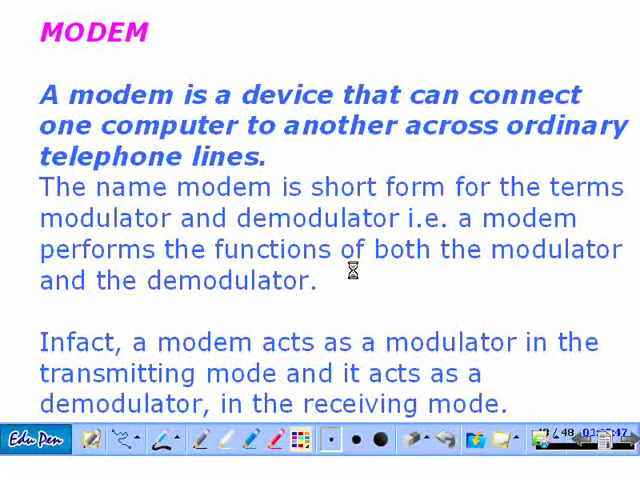 MODEM
A modem is a device that can connect
one computer to another across ordinary
telephone lines.
The name modem is short form for the terms
modulator and demodulator i.e. a modem
performs the functions of both the modulator
and the demodulator.
Infact, a modem acts as a modulator in the
transmitting mode and it acts as a
demodulator, in the receiving mode.
Edu Pen / 48